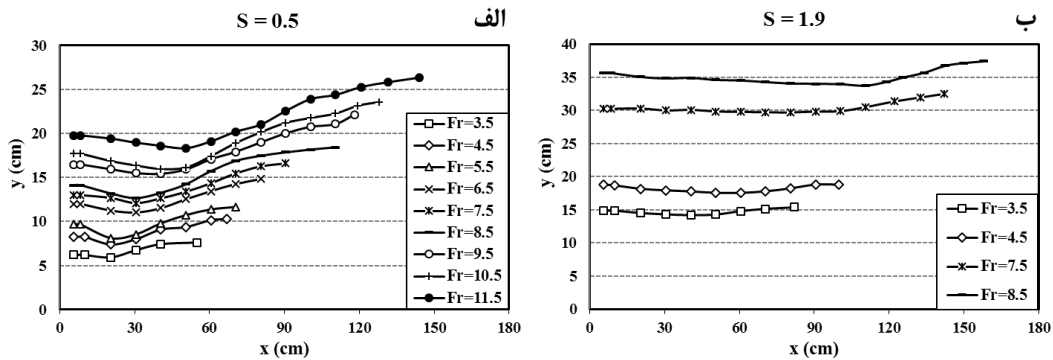 S = 0.5
الف
y (cm)
30
25
20
15
10
5
0
0 30 60 90 120 150 180
x (cm)
Fr=3.5
Fr=4.5
Fr=5.5
Fr=6.5
Fr=7.5
Fr=8.5
Fr=9.5
Fr=10.5
Fr=11.5
S = 1.9
ب
y (cm)
40
35
30
25
20
15
10
5
0
0 30 60 90 120 150 180
x (cm)
Fr=3.5
Fr=4.5
Fr=7.5
Fr=8.5